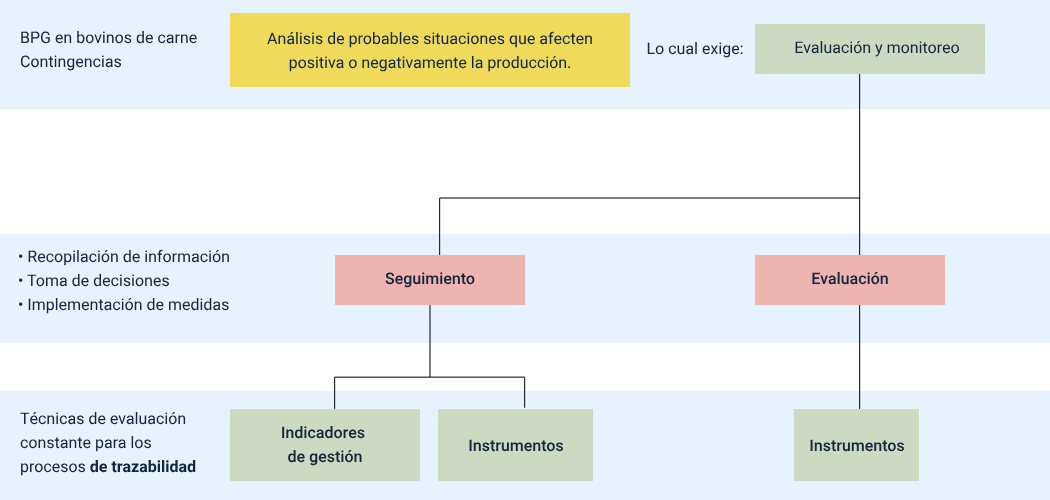 BPG en bovinos de carne
Contingencias
Análisis de probables situaciones que afecten
positiva o negativamente la producción.
Lo cual exige:
Evaluación y monitoreo
• Recopilación de información
• Toma de decisiones
• Implementación de medidas
Seguimiento
Evaluación
Técnicas de evaluación
constante para los
procesos de trazabilidad
Indicadores
de gestión
Instrumentos
Instrumentos